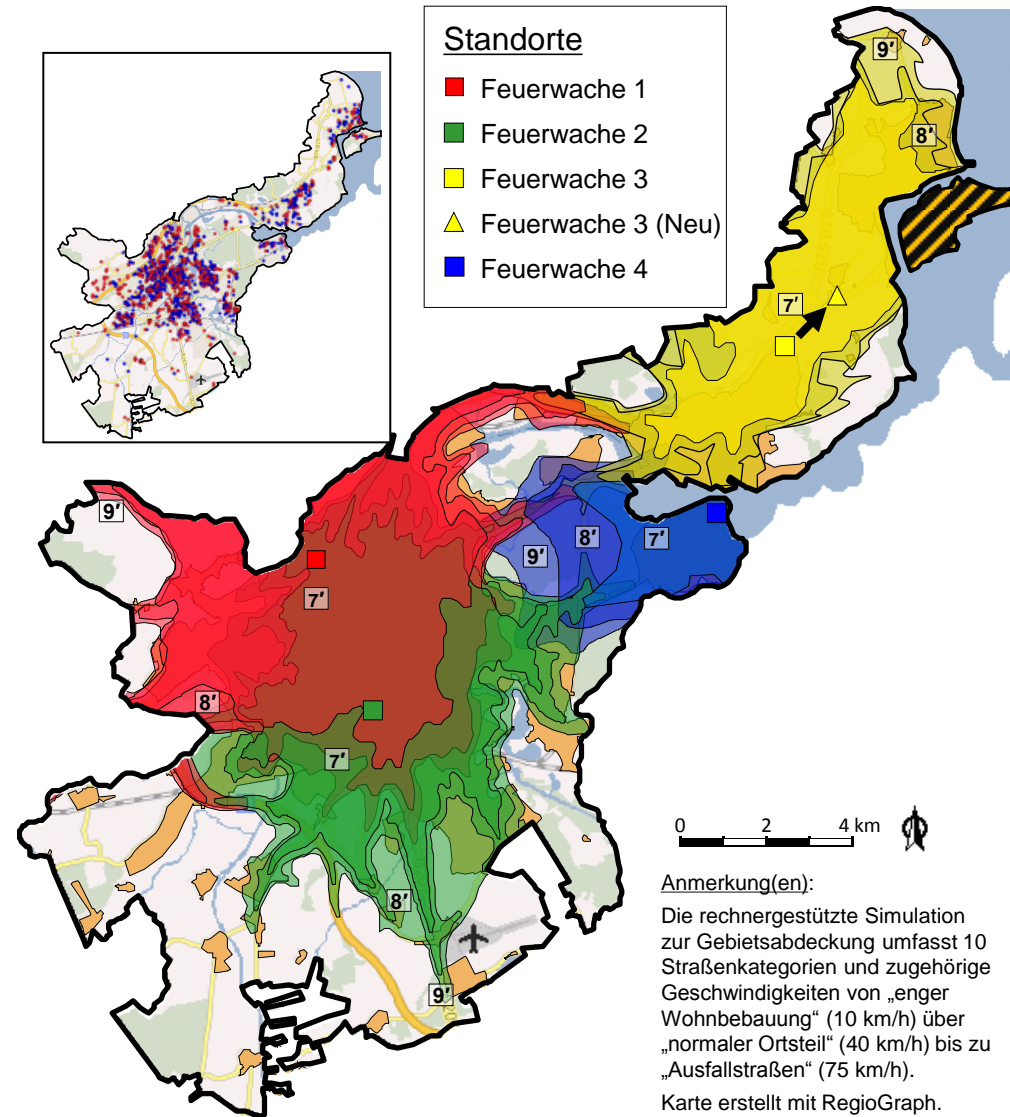 Standorte
Feuerwache 1
Feuerwache 2
Feuerwache 3
Feuerwache 3 (Neu)
Feuerwache 4
9'
8'
7'
9'
9'
8'
7'
7'
8'
7'
8'
9'
0 2 4 km
Anmerkung(en):
Die rechnergestützte Simulation
zur Gebietsabdeckung umfasst 10
Straßenkategorien und zugehörige
Geschwindigkeiten von „enger
Wohnbebauung“ (10 km/h) über
„normaler Ortsteil“ (40 km/h) bis zu
„Ausfallstraßen“ (75 km/h).
Karte erstellt mit RegioGraph.